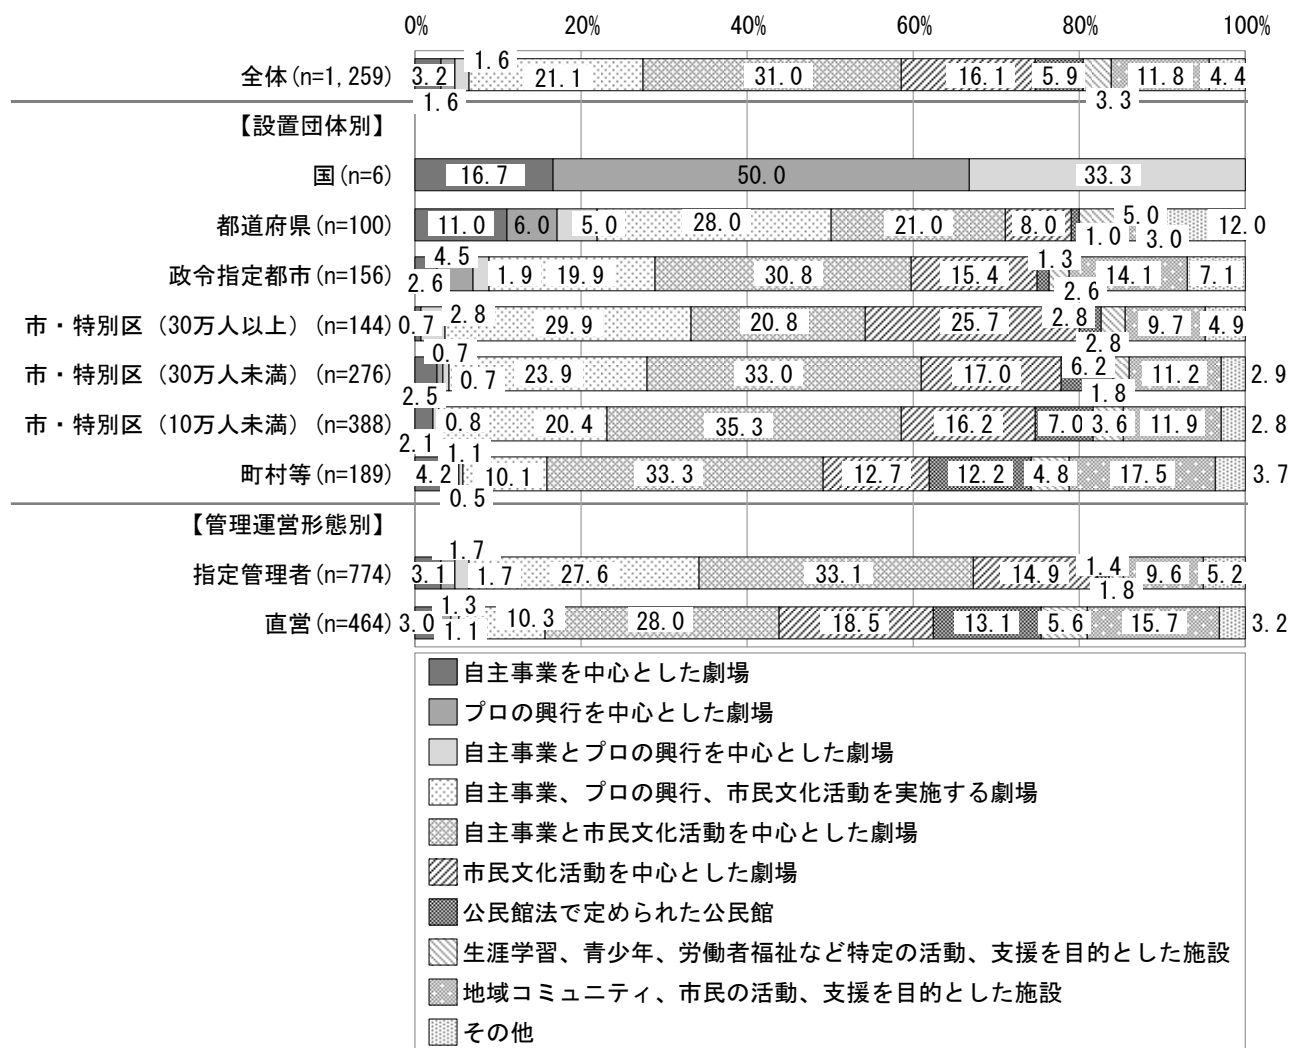 0% 20% 40% 60% 80% 100%
全体(n=1,259) 3.2 1.6 1.6 21.1 31.0 16.1 5.9 3.3 11.8 4.4
【設置団体別】
国(n=6) 16.7 50.0 33.3
都道府県(n=100) 11.0 6.0 5.0 28.0 21.0 8.0 1.0 5.0 3.0 12.0
政令指定都市(n=156) 2.6 4.5 1.9 19.9 30.8 15.4 1.3 2.6 14.1 7.1
市・特別区（30万人以上）(n=144) 0.7 2.8 29.9 20.8 25.7 2.8 2.8 9.7 4.9
市・特別区（30万人未満）(n=276) 2.5 0.7 0.7 23.9 33.0 17.0 6.2 1.8 11.2 2.9
市・特別区（10万人未満）(n=388) 2.1 0.8 20.4 35.3 16.2 7.0 3.6 11.9 2.8
町村等(n=189) 4.2 1.1 0.5 10.1 33.3 12.7 12.2 4.8 17.5 3.7
【管理運営形態別】
指定管理者(n=774) 3.1 1.7 1.7 27.6 33.1 14.9 1.4 1.8 9.6 5.2
直営(n=464) 3.0 1.3 1.1 10.3 28.0 18.5 13.1 5.6 15.7 3.2
自主事業を中心とした劇場
プロの興行を中心とした劇場
自主事業とプロの興行を中心とした劇場
自主事業、プロの興行、市民文化活動を実施する劇場
自主事業と市民文化活動を中心とした劇場
市民文化活動を中心とした劇場
公民館法で定められた公民館
生涯学習、青少年、労働者福祉など特定の活動、支援を目的とした施設
地域コミュニティ、市民の活動、支援を目的とした施設
その他